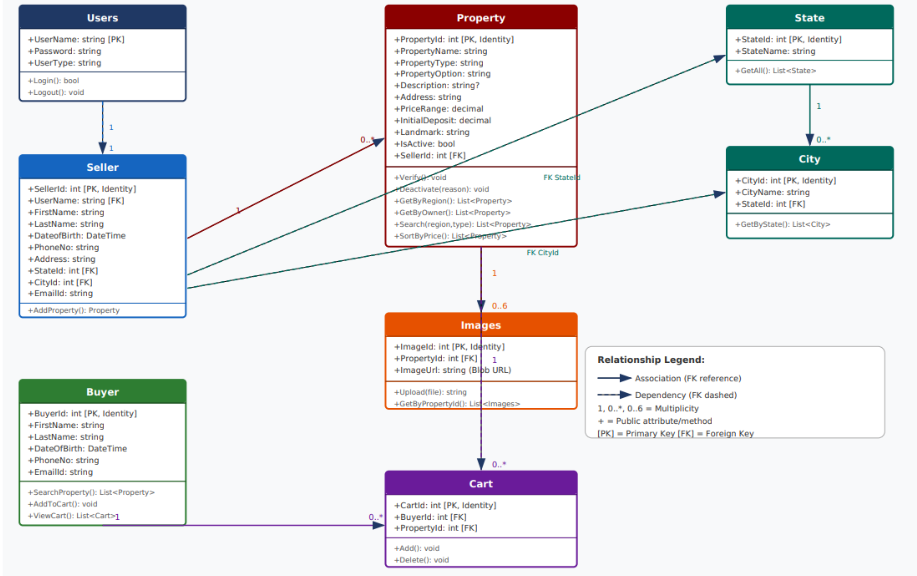 Users
+UserName: string [PK]
+Password: string
+UserType: string
+Login(): bool
+Logout(): void
1
1
Seller
+SellerId: int [PK, Identity]
+UserName: string [FK]
+FirstName: string
+LastName: string
+DateofBirth: DateTime
+PhoneNo: string
+Address: string
+StateId: int [FK]
+CityId: int [FK]
+EmailId: string
+AddProperty(): Property
1
0..*
Property
+PropertyId: int [PK, Identity]
+PropertyName: string
+PropertyType: string
+PropertyOption: string
+Description: string?
+Address: string
+PriceRange: decimal
+InitialDeposit: decimal
+Landmark: string
+IsActive: bool
+SellerId: int [FK]
+Verify(): void
+Deactivate(reason): void
+GetByRegion(): List<Property>
+GetByOwner(): List<Property>
+Search(region,type): List<Property>
+SortByPrice(): List<Property>
FK StateId
FK CityId
State
+StateId: int [PK, Identity]
+StateName: string
+GetAll(): List<State>
1
0..*
City
+CityId: int [PK, Identity]
+CityName: string
+StateId: int [FK]
+GetByState(): List<City>
1
0..6
Images
+ImageId: int [PK, Identity]
+PropertyId: int [FK]
+ImageUrl: string (Blob URL)
+Upload(file): string
+GetByPropertyId(): List<Images>
1
0..*
Buyer
+BuyerId: int [PK, Identity]
+FirstName: string
+LastName: string
+DateOfBirth: DateTime
+PhoneNo: string
+EmailId: string
+SearchProperty(): List<Property>
+AddToCart(): void
+ViewCart(): List<Cart>
1
0..*
Cart
+CartId: int [PK, Identity]
+BuyerId: int [FK]
+PropertyId: int [FK]
+Add(): void
+Delete(): void
Relationship Legend:
Association (FK reference)
Dependency (FK dashed)
1, 0..*, 0..6 = Multiplicity
+ = Public attribute/method
[PK] = Primary Key [FK] = Foreign Key